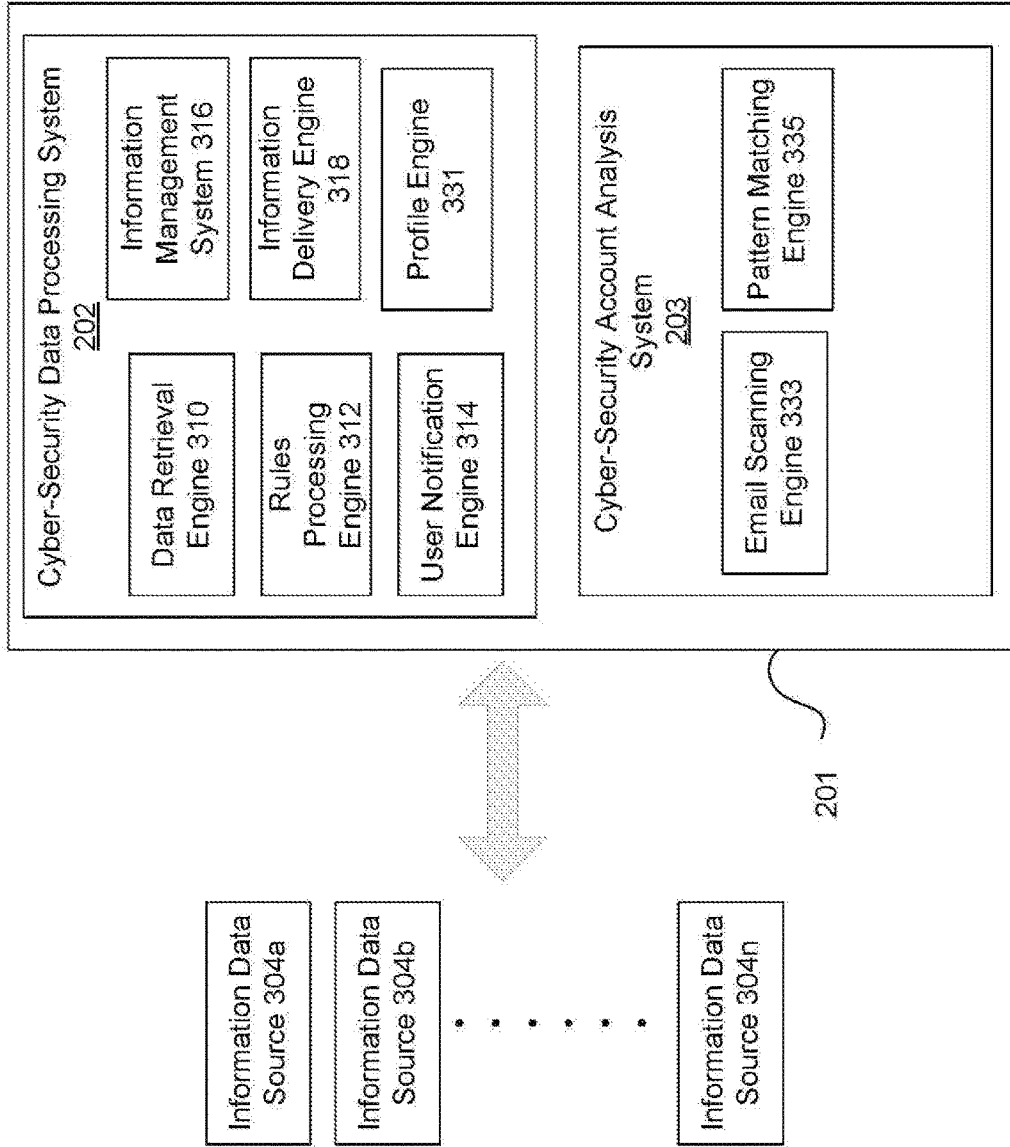 Cyber-Security Data Processing System
202
Data Retrieval
Engine 310
Information
Management
System 316
Rules
Processing
Engine 312
Information
Delivery Engine
318
User Notification
Engine 314
Profile Engine
331
Cyber-Security Account Analysis
System
203
Email Scanning
Engine 333
Pattern Matching
Engine 335
201
Information Data
Source 304a
Information Data
Source 304b
Information Data
Source 304n